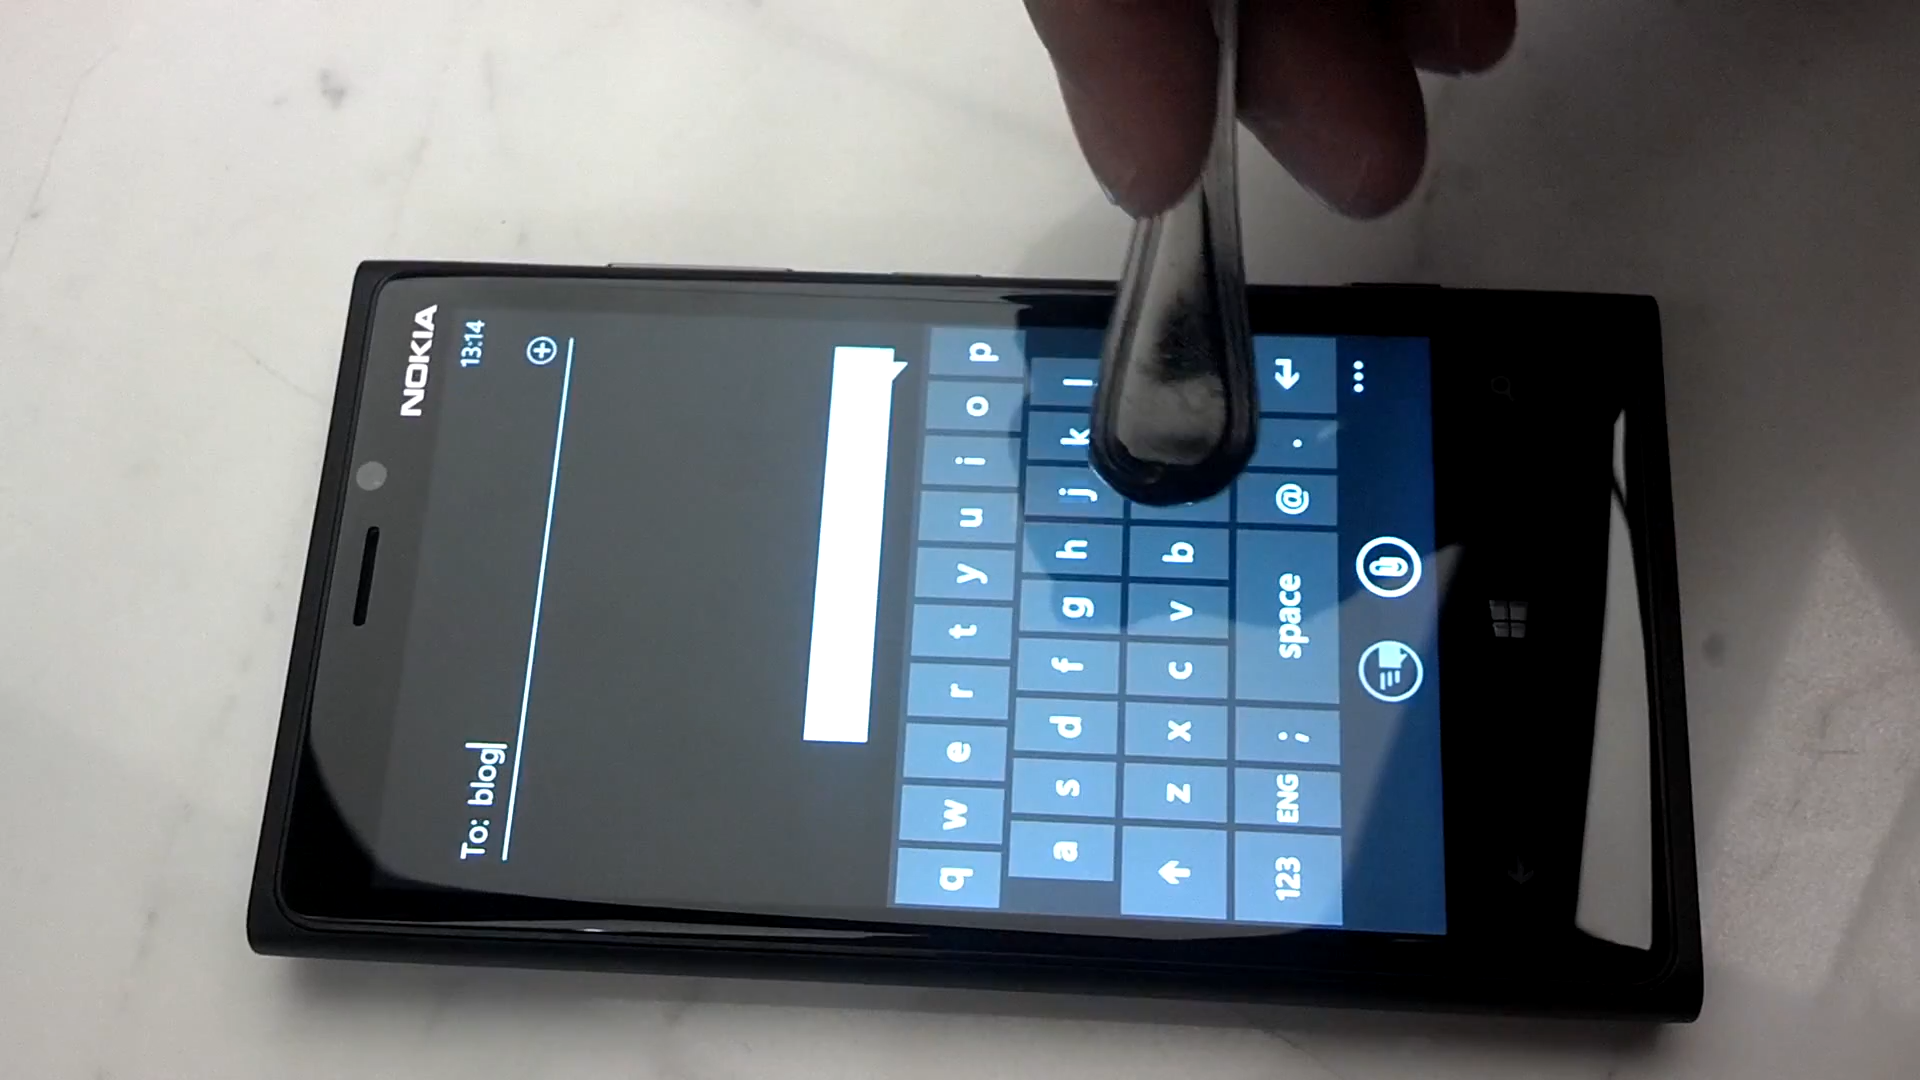 NOKIA
13:14
To: blog
q w e r t y u i o p
a s d f g h j k l
z x c v b
123 ENG ; space @ .